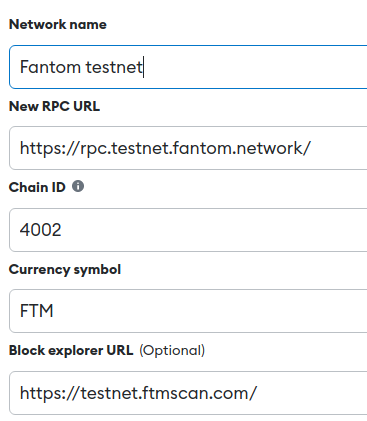 Network name
Fantom testnet
New RPC URL
https://rpc.testnet.fantom.network/
Chain ID
4002
Currency symbol
FTM
Block explorer URL (Optional)
https://testnet.ftmscan.com/